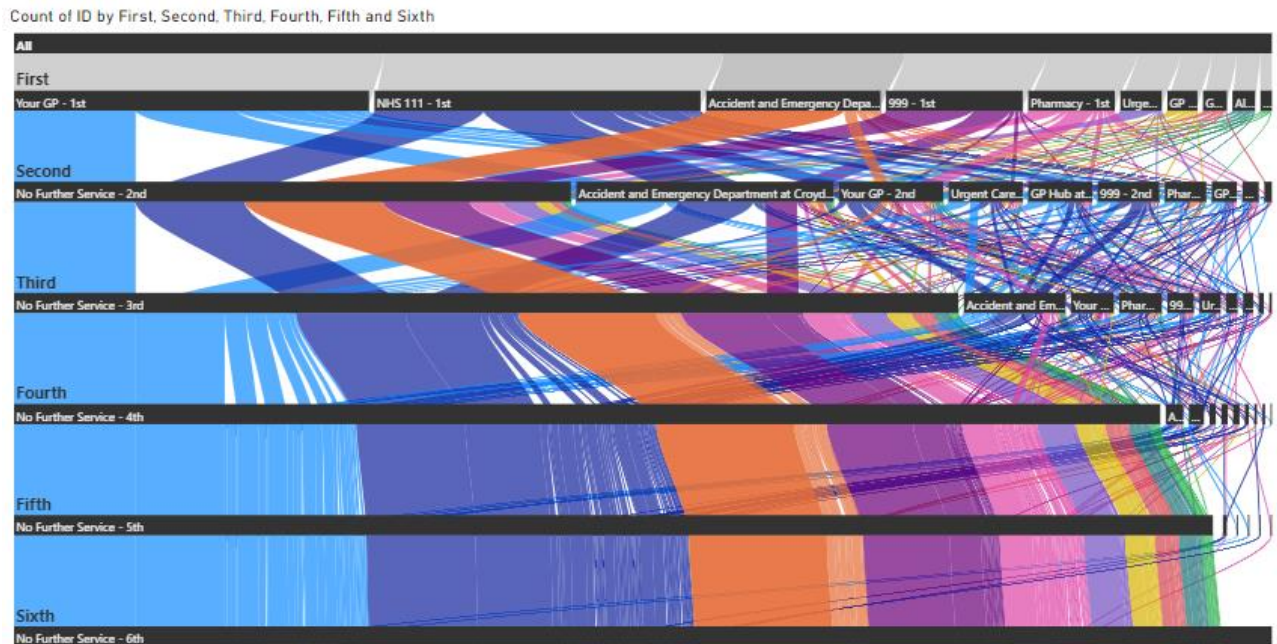 Count of ID by First, Second, Third, Fourth, Fifth and Sixth
All
First
Your GP - 1st NHS 111 - 1st Accident and Emergency Depa... 999 - 1st Pharmacy - 1st Urge... GP ... G... Al... ...
Second
No Further Service - 2nd Accident and Emergency Department at Croyd... Your GP - 2nd Urgent Care... GP Hub at... 999 - 2nd Phar... GP... ...
Third
No Further Service - 3rd Accident and Em... Your ... Phar... 99... Ur... ... ...
Fourth
No Further Service - 4th A... ...
Fifth
No Further Service - 5th
Sixth
No Further Service - 6th